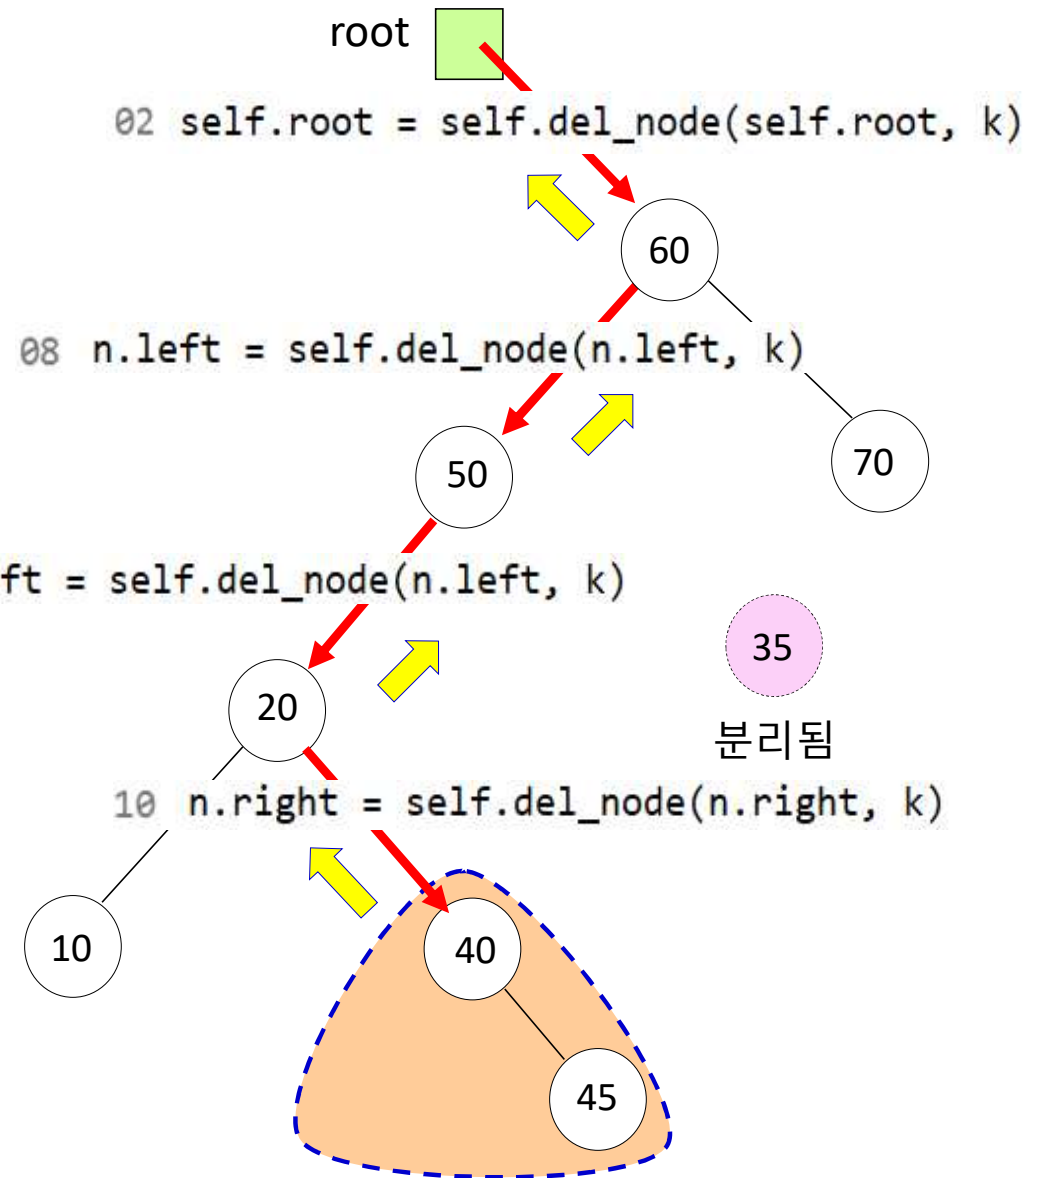 root
02 self.root = self.del_node(self.root, k)
60
08 n.left = self.del_node(n.left, k)
50
70
ft = self.del_node(n.left, k)
35
20
분리됨
10 n.right = self.del_node(n.right, k)
10
40
45